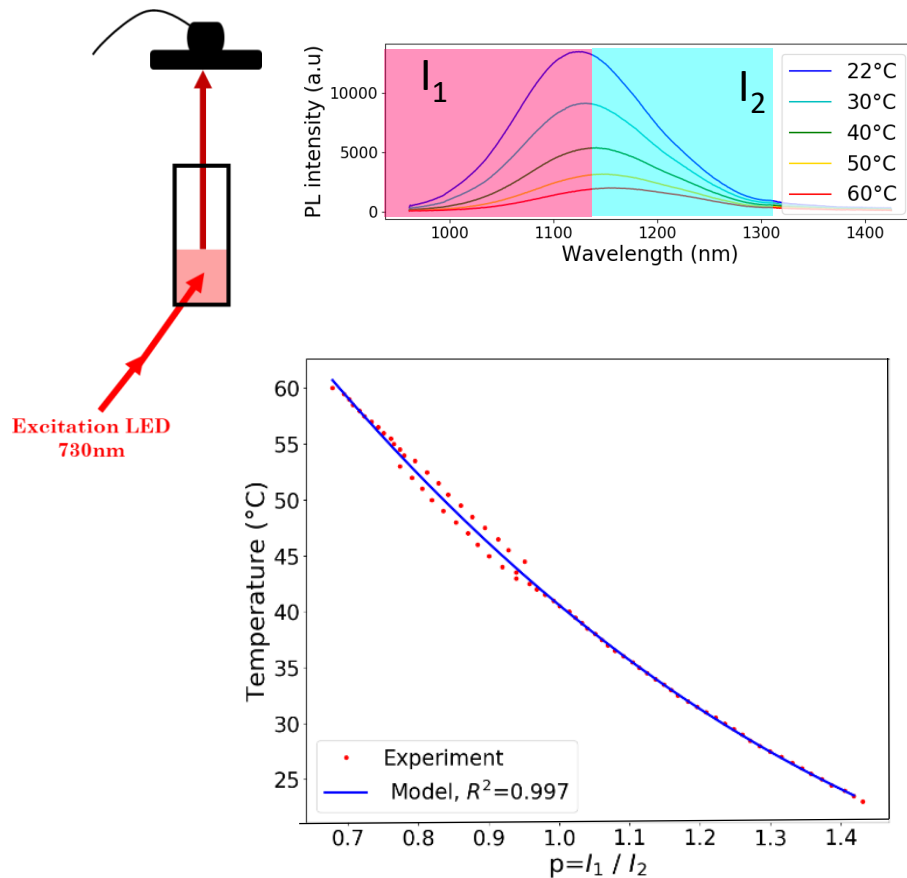 Excitation LED
730nm
PL intensity (a.u)
10000
5000
0
I₁
I₂
22°C
30°C
40°C
50°C
60°C
1000
1100
1200
1300
1400
Wavelength (nm)
Temperature (°C)
60
55
50
45
40
35
30
25
Experiment
Model, R²=0.997
0.7
0.8
0.9
1.0
1.1
1.2
1.3
1.4
p=I₁ / I₂